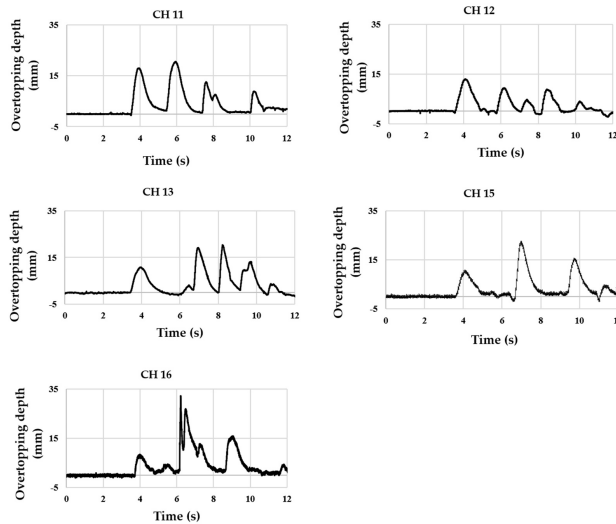 CH 11
Overtopping depth
(mm)
35
15
-5
0 2 4 6 8 10 12
Time (s)
CH 12
Overtopping depth
(mm)
35
15
-5
0 2 4 6 8 10 12
Time (s)
CH 13
Overtopping depth
(mm)
35
15
-5
0 2 4 6 8 10 12
Time (s)
CH 15
Overtopping depth
(mm)
35
15
-5
0 2 4 6 8 10 12
Time (s)
CH 16
Overtopping depth
(mm)
35
15
-5
0 2 4 6 8 10 12
Time (s)